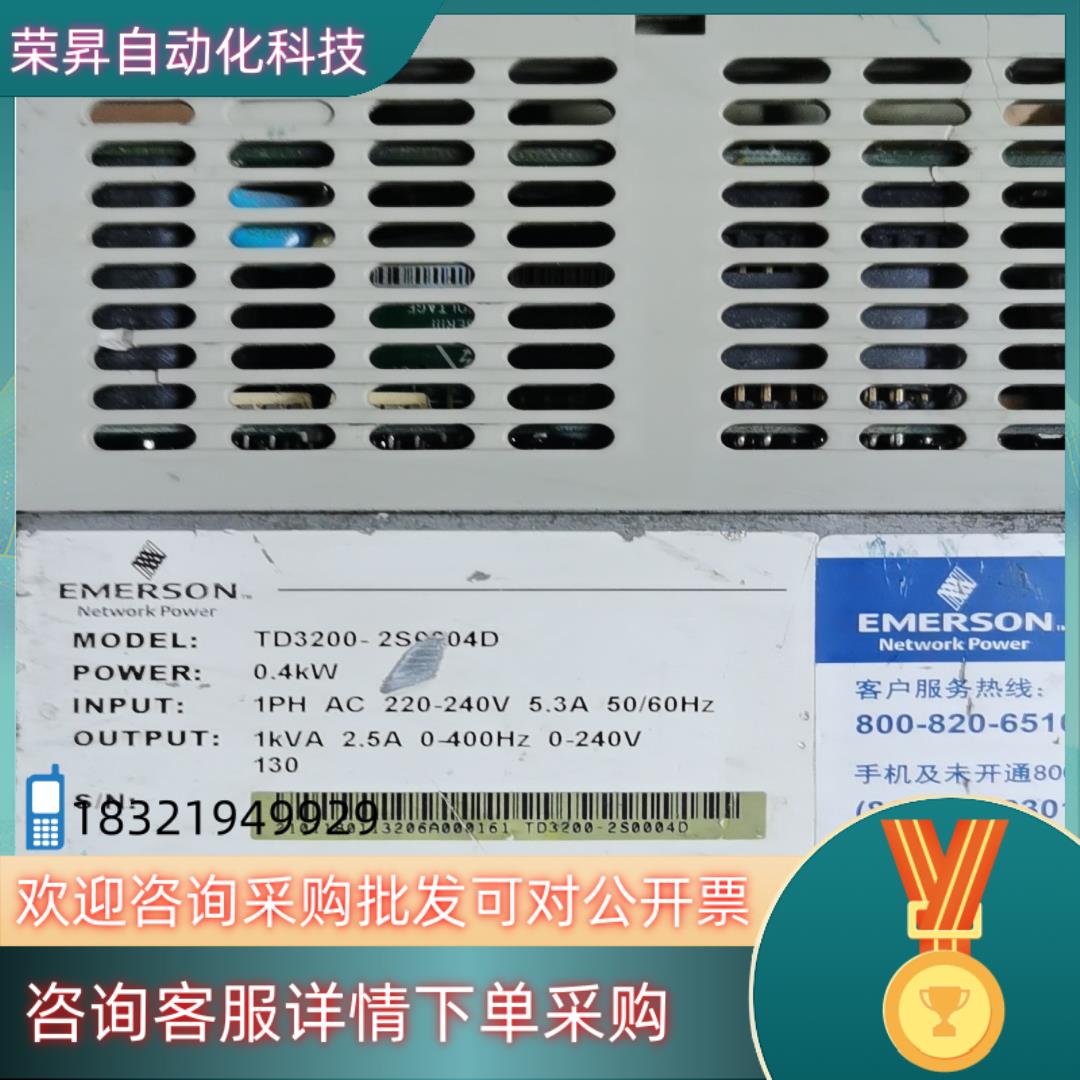 荣昇自动化科技
VOLTAGE
EMERSON
Network Power
MODEL: TD3200-2S0004D
POWER: 0.4kW
INPUT: 1PH AC 220-240V 5.3A 50/60Hz
OUTPUT: 1kVA 2.5A 0-400Hz 0-240V
130
S/N:
TD3200-2S0004D
18321949929
EMERSON
Network Power
客户服务热线:
800-820-6510
手机及未开通800
欢迎咨询采购批发可对公开票
咨询客服详情下单采购